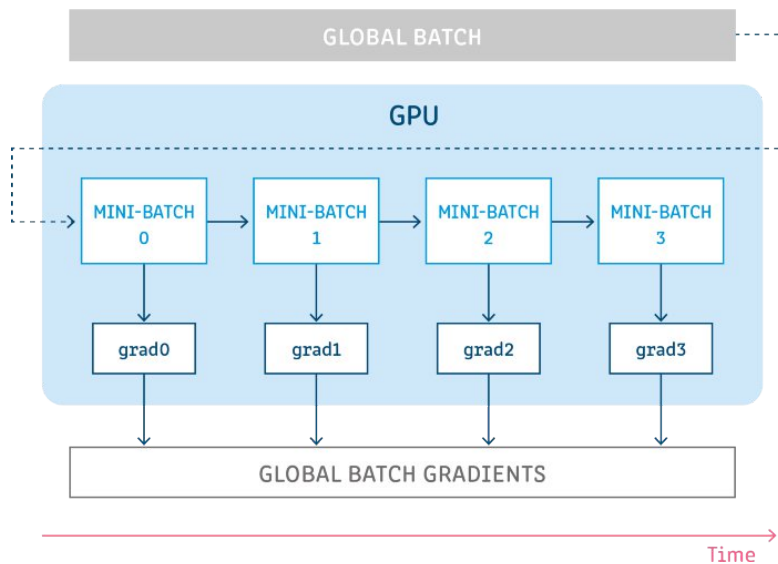 GLOBAL BATCH
GPU
MINI-BATCH
0
MINI-BATCH
1
MINI-BATCH
2
MINI-BATCH
3
grad0
grad1
grad2
grad3
GLOBAL BATCH GRADIENTS
Time